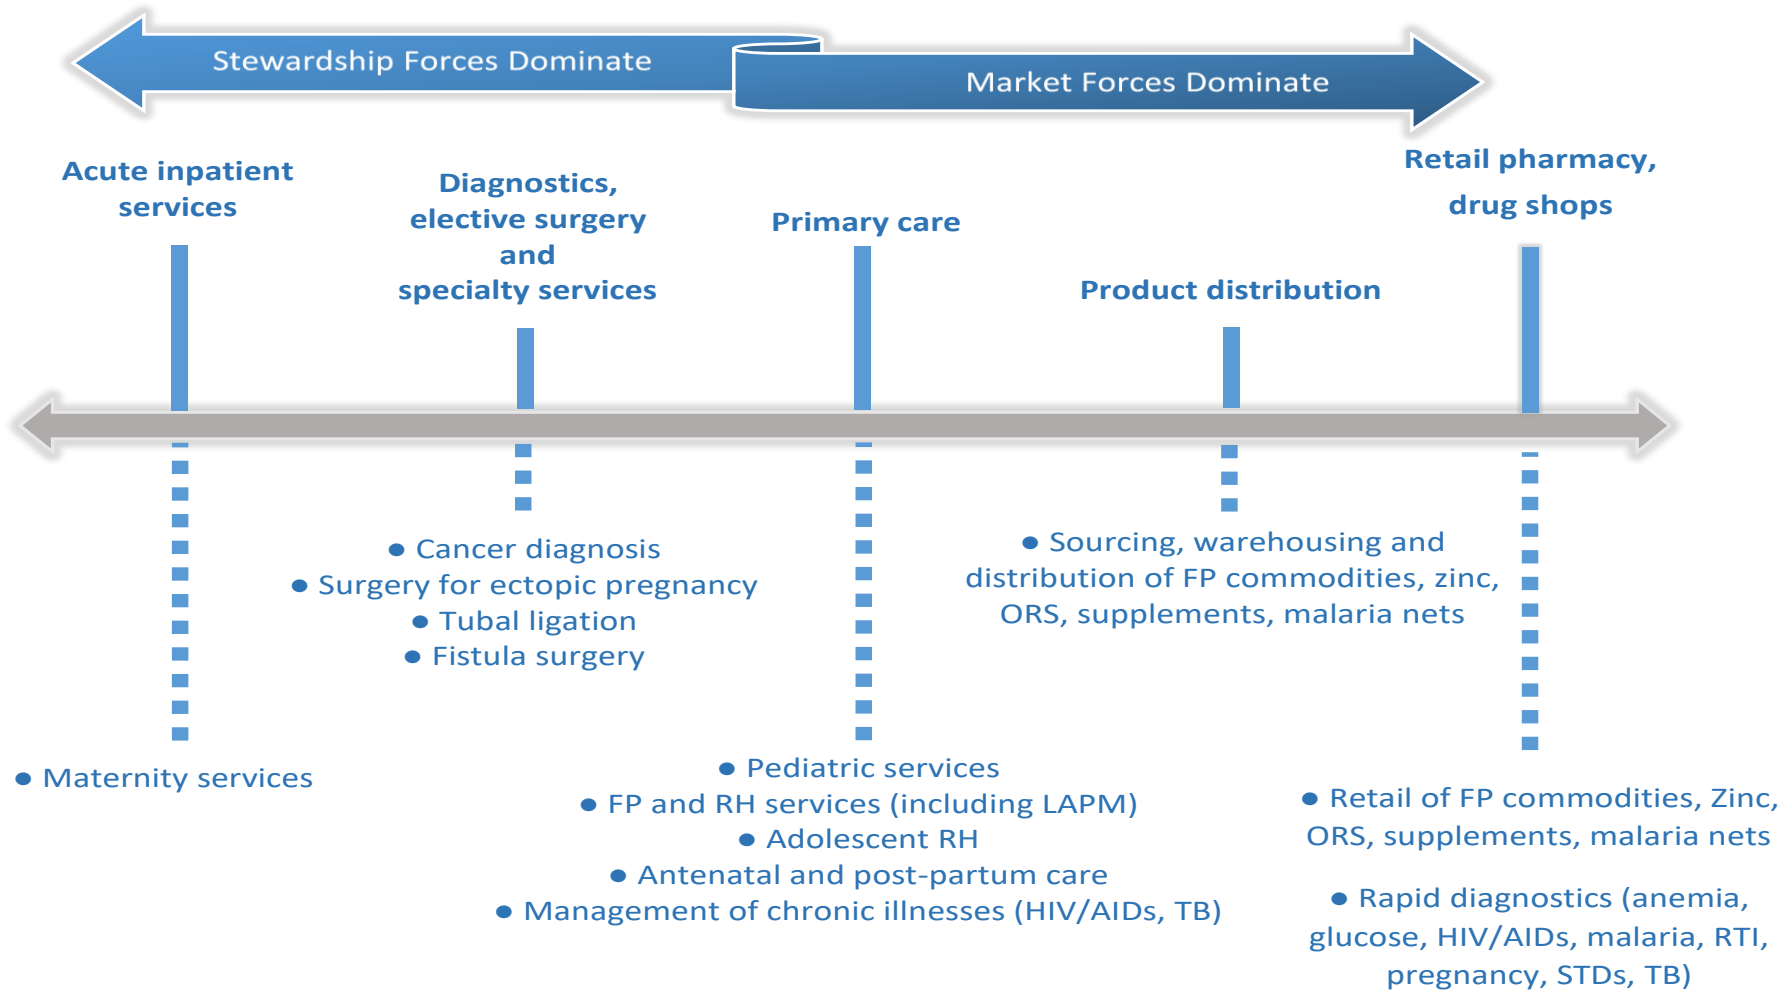 Stewardship Forces Dominate
Market Forces Dominate
Acute inpatient
services
Diagnostics,
elective surgery
and
specialty services
Primary care
Product distribution
Retail pharmacy,
drug shops
● Maternity services
● Cancer diagnosis
● Surgery for ectopic pregnancy
● Tubal ligation
● Fistula surgery
● Pediatric services
● FP and RH services (including LAPM)
● Adolescent RH
● Antenatal and post-partum care
● Management of chronic illnesses (HIV/AIDs, TB)
● Sourcing, warehousing and
distribution of FP commodities, zinc,
ORS, supplements, malaria nets
● Retail of FP commodities, Zinc,
ORS, supplements, malaria nets
● Rapid diagnostics (anemia,
glucose, HIV/AIDs, malaria, RTI,
pregnancy, STDs, TB)